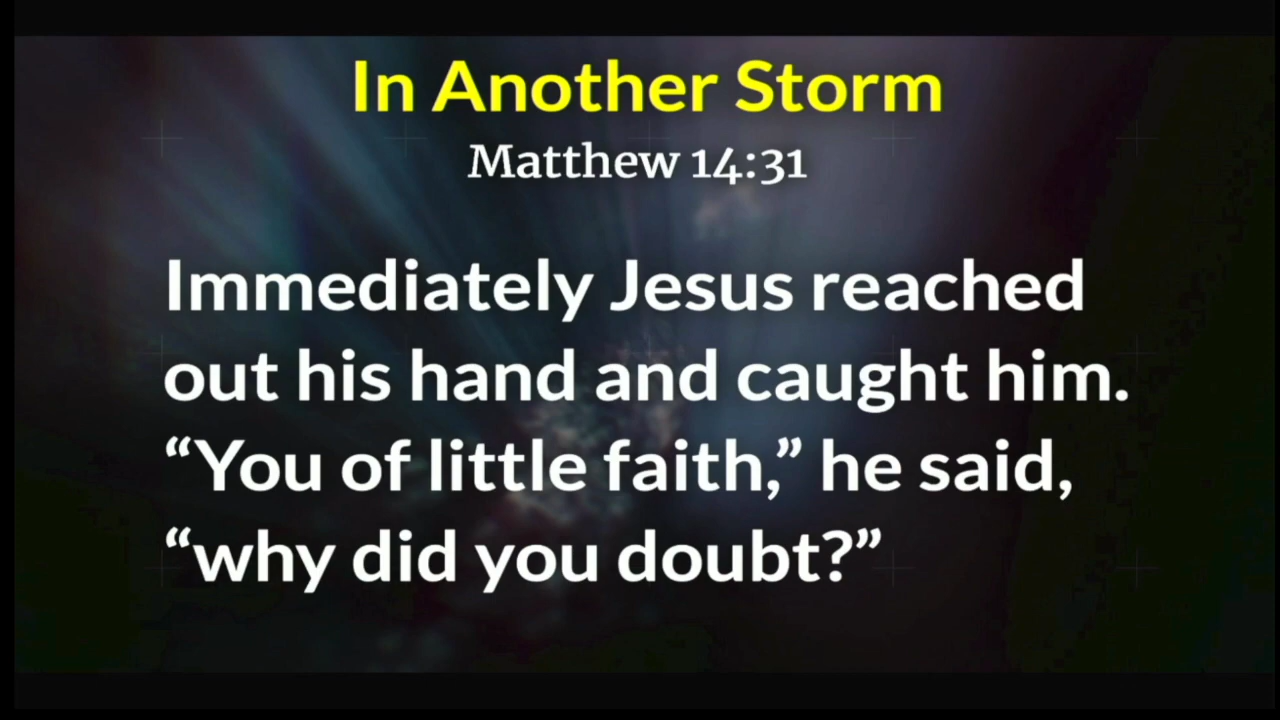 In Another Storm
Matthew 14:31
Immediately Jesus reached
out his hand and caught him.
“You of little faith,” he said,
“why did you doubt?”